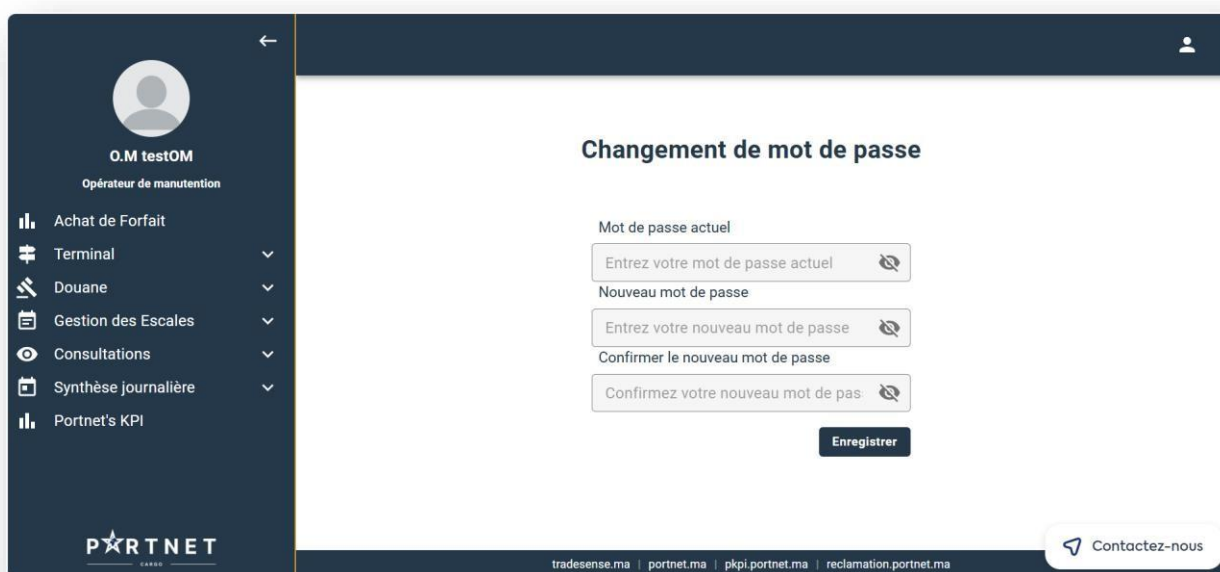 O.M testOM
Opérateur de manutention
Achat de Forfait
Terminal
Douane
Gestion des Escales
Consultations
Synthèse journalière
Portnet's KPI
PORTNET
CARGO
Changement de mot de passe
Mot de passe actuel
Entrez votre mot de passe actuel
Nouveau mot de passe
Entrez votre nouveau mot de passe
Confirmer le nouveau mot de passe
Confirmez votre nouveau mot de pas
Enregistrer
Contactez-nous
tradesense.ma | portnet.ma | pkpi.portnet.ma | reclamation.portnet.ma